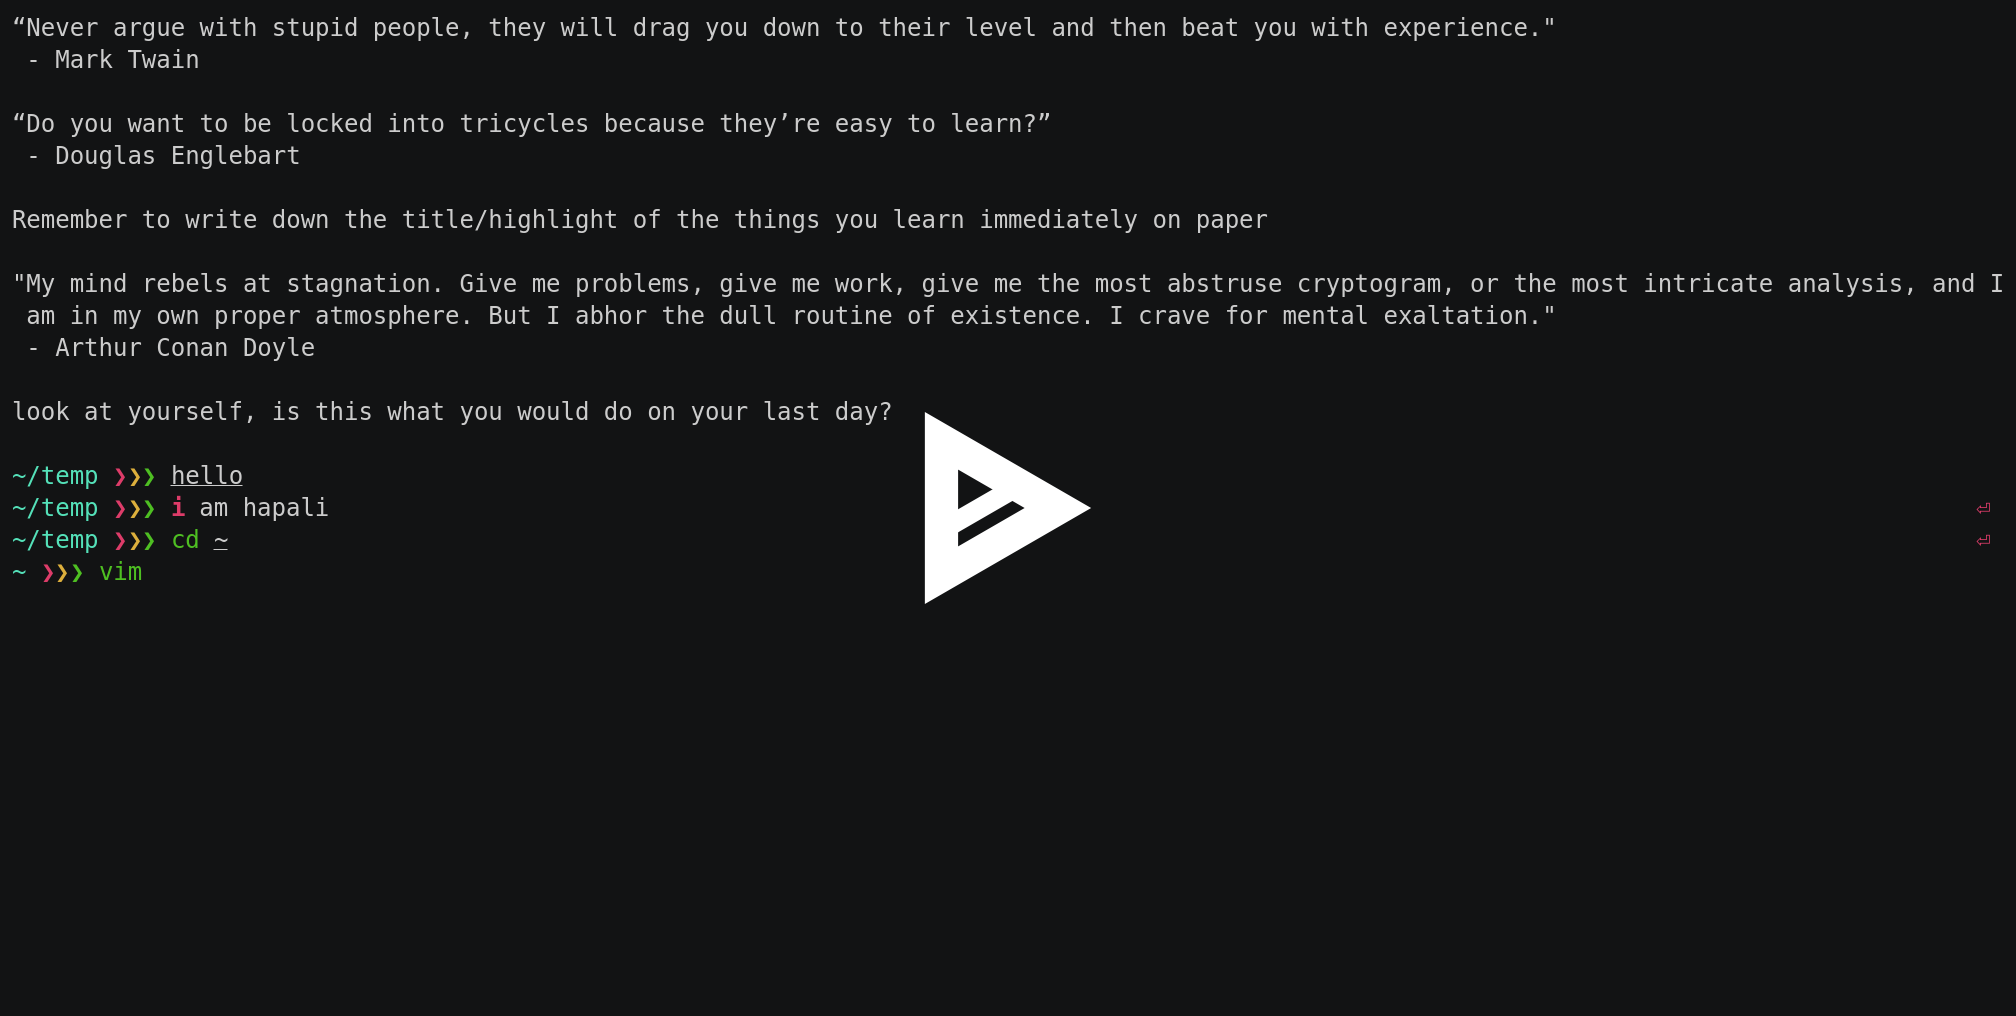 “Never argue with stupid people, they will drag you down to their level and then beat you with experience."
 - Mark Twain
“Do you want to be locked into tricycles because they’re easy to learn?”
 - Douglas Englebart
Remember to write down the title/highlight of the things you learn immediately on paper
"My mind rebels at stagnation. Give me problems, give me work, give me the most abstruse cryptogram, or the most intricate analysis, and I
 am in my own proper atmosphere. But I abhor the dull routine of existence. I crave for mental exaltation."
 - Arthur Conan Doyle
look at yourself, is this what you would do on your last day?
~/temp ❯❯❯ hello
~/temp ❯❯❯ i am hapali ⏎
~/temp ❯❯❯ cd ~ ⏎
~ ❯❯❯ vim